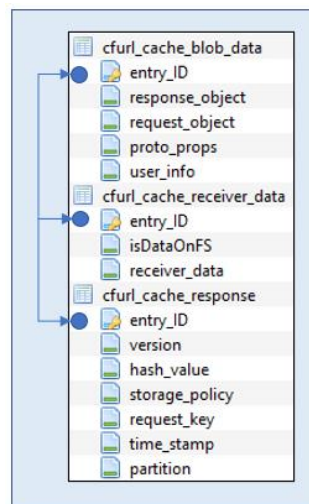 cfurl_cache_blob_data
entry_ID
response_object
request_object
proto_props
user_info
cfurl_cache_receiver_data
entry_ID
isDataOnFS
receiver_data
cfurl_cache_response
entry_ID
version
hash_value
storage_policy
request_key
time_stamp
partition